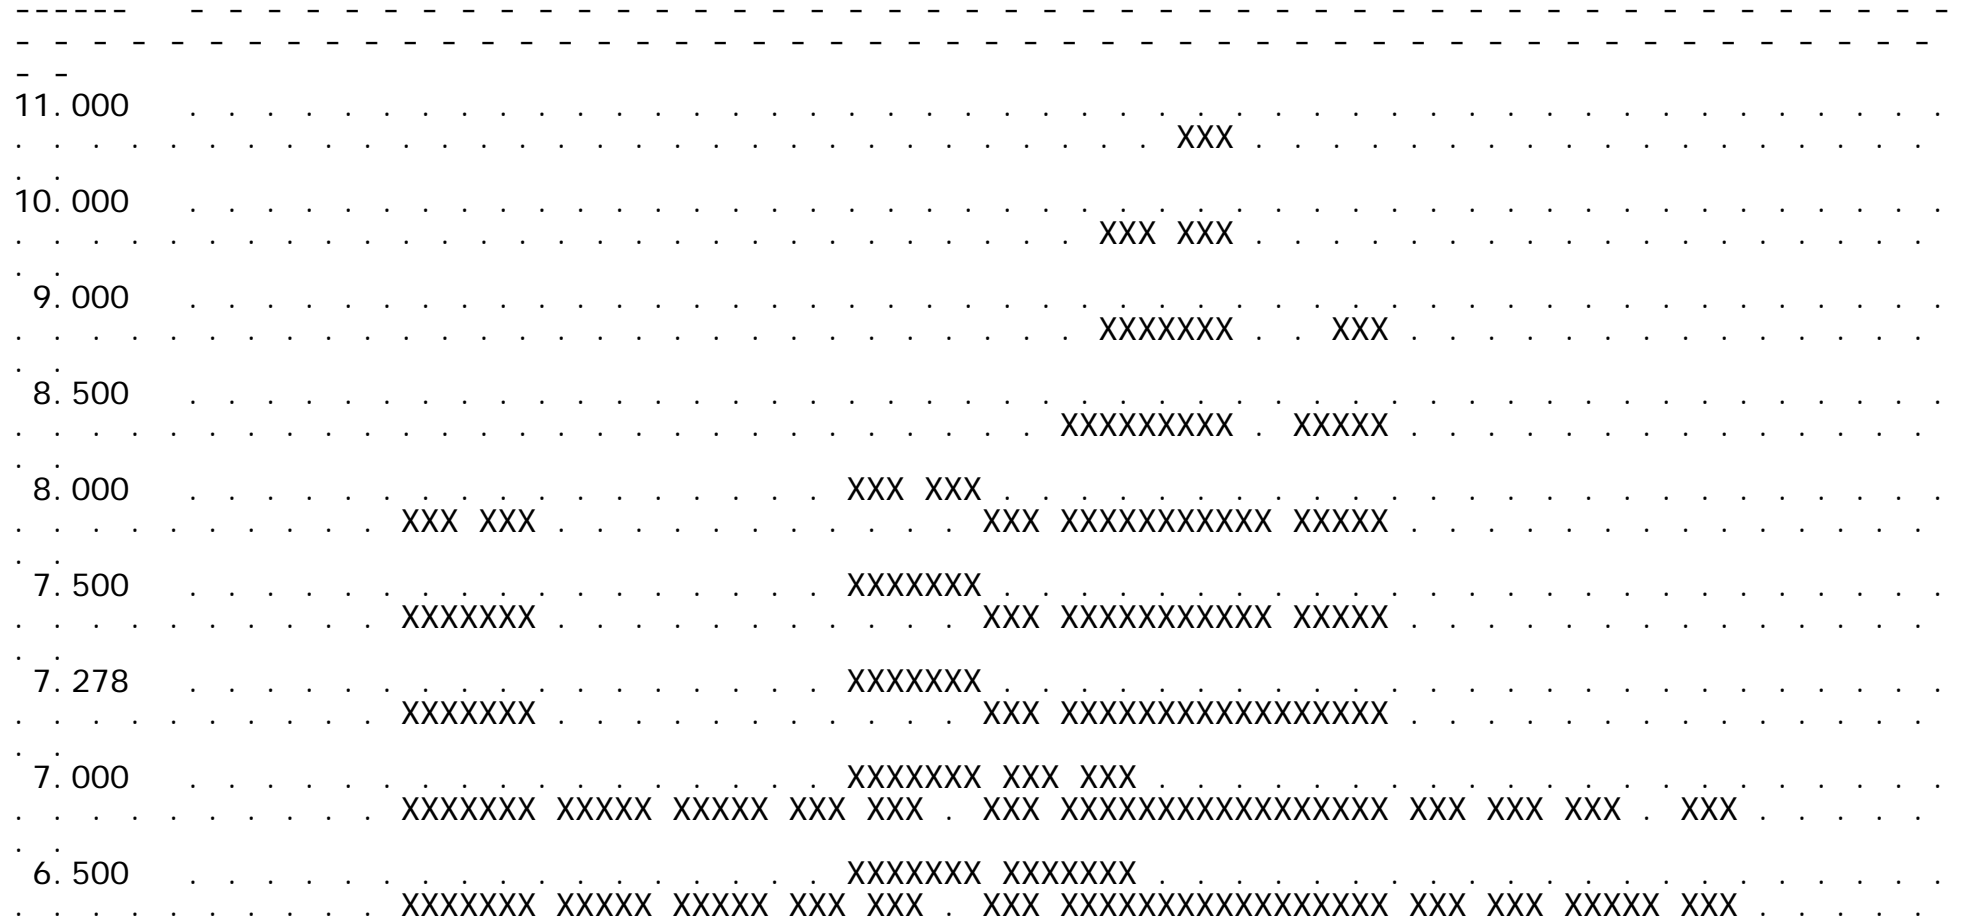 ------   - - - - - - - - - - - - - - - - - - - - - - - - - - - - - - - - - - - - - - - - - - - - - -
- - - - - - - - - - - - - - - - - - - - - - - - - - - - - - - - - - - - - - - - - - - - - - - - - -
- -
11.000   . . . . . . . . . . . . . . . . . . . . . . . . . . . . . . . . . . . . . . . . . . . . . .
. . . . . . . . . . . . . . . . . . . . . . . . . . . . . . XXX . . . . . . . . . . . . . . . . . .
. .
10.000   . . . . . . . . . . . . . . . . . . . . . . . . . . . . . . . . . . . . . . . . . . . . . .
. . . . . . . . . . . . . . . . . . . . . . . . . . . . XXX XXX . . . . . . . . . . . . . . . . . .
. .
 9.000   . . . . . . . . . . . . . . . . . . . . . . . . . . . . . . . . . . . . . . . . . . . . . .
. . . . . . . . . . . . . . . . . . . . . . . . . . . . XXXXXXX . . XXX . . . . . . . . . . . . . .
. .
 8.500   . . . . . . . . . . . . . . . . . . . . . . . . . . . . . . . . . . . . . . . . . . . . . .
. . . . . . . . . . . . . . . . . . . . . . . . . . . XXXXXXXXX . XXXXX . . . . . . . . . . . . . .
. .
 8.000   . . . . . . . . . . . . . . . . . XXX XXX . . . . . . . . . . . . . . . . . . . . . . . . .
. . . . . . . . . . XXX XXX . . . . . . . . . . . XXX XXXXXXXXXXX XXXXX . . . . . . . . . . . . . .
. .
 7.500   . . . . . . . . . . . . . . . . . XXXXXXX . . . . . . . . . . . . . . . . . . . . . . . . .
. . . . . . . . . . XXXXXXX . . . . . . . . . . . XXX XXXXXXXXXXX XXXXX . . . . . . . . . . . . . .
. .
 7.278   . . . . . . . . . . . . . . . . . XXXXXXX . . . . . . . . . . . . . . . . . . . . . . . . .
. . . . . . . . . . XXXXXXX . . . . . . . . . . . XXX XXXXXXXXXXXXXXXXX . . . . . . . . . . . . . .
. .
 7.000   . . . . . . . . . . . . . . . . . XXXXXXX XXX XXX . . . . . . . . . . . . . . . . . . . . .
. . . . . . . . . . XXXXXXX XXXXX XXXXX XXX XXX . XXX XXXXXXXXXXXXXXXXX XXX XXX XXX . XXX . . . . .
. .
 6.500   . . . . . . . . . . . . . . . . . XXXXXXX XXXXXXX . . . . . . . . . . . . . . . . . . . . .
. . . . . . . . . . XXXXXXX XXXXX XXXXX XXX XXX . XXX XXXXXXXXXXXXXXXXX XXX XXX XXXXX XXX . . . . .